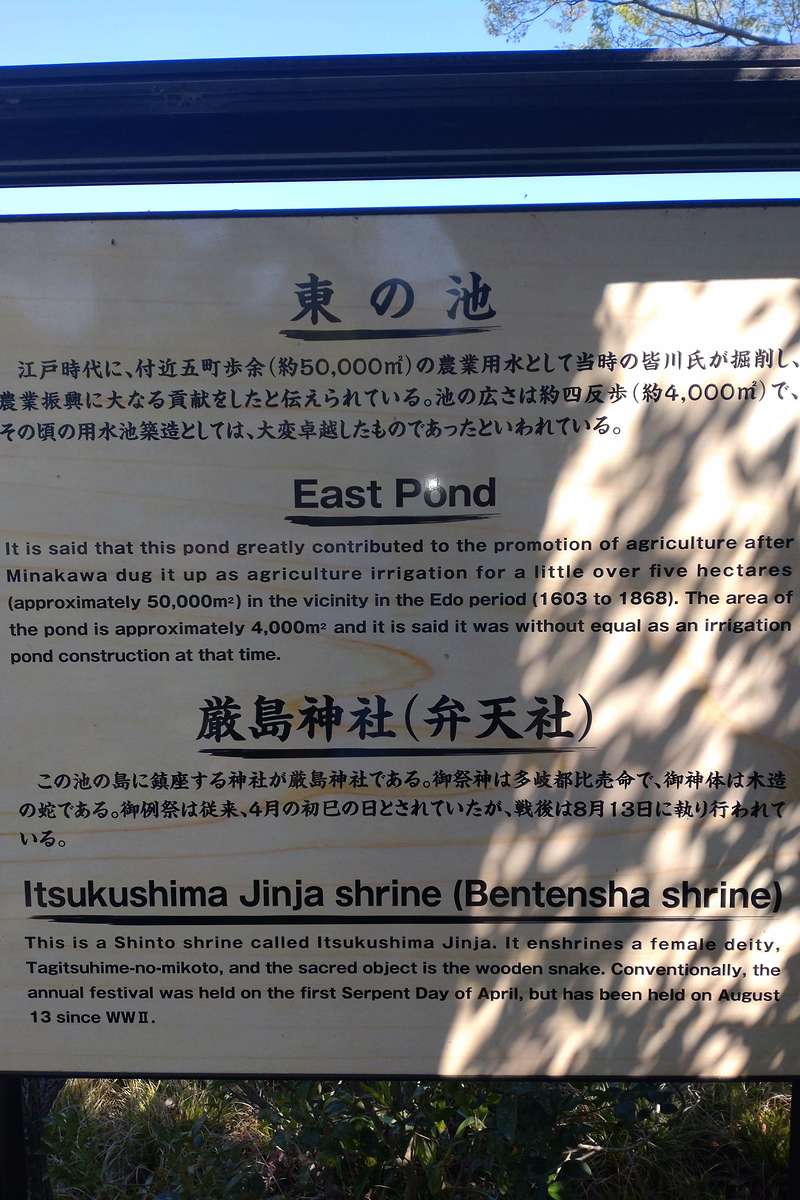 東の池
江戸時代に、付近五町歩余(約50,000㎡)の農業用水として当時の皆川氏が掘削し、
農業振興に大なる貢献をしたと伝えられている。池の広さは約四反歩(約4,000㎡)で、
その頃の用水池築造としては、大変卓越したものであったといわれている。
East Pond
It is said that this pond greatly contributed to the promotion of agriculture after
Minakawa dug it up as agriculture irrigation for a little over five hectares
(approximately 50,000m²) in the vicinity in the Edo period (1603 to 1868). The area of
the pond is approximately 4,000m² and it is said it was without equal as an irrigation
pond construction at that time.
厳島神社(弁天社)
この池の島に鎮座する神社が厳島神社である。御祭神は多岐都比売命で、御神体は木造
の蛇である。御例祭は従来、4月の初巳の日とされていたが、戦後は8月13日に執り行われて
いる。
Itsukushima Jinja shrine (Bentensha shrine)
This is a Shinto shrine called Itsukushima Jinja. It enshrines a female deity,
Tagitsuhime-no-mikoto, and the sacred object is the wooden snake. Conventionally, the
annual festival was held on the first Serpent Day of April, but has been held on August
13 since WWⅡ.